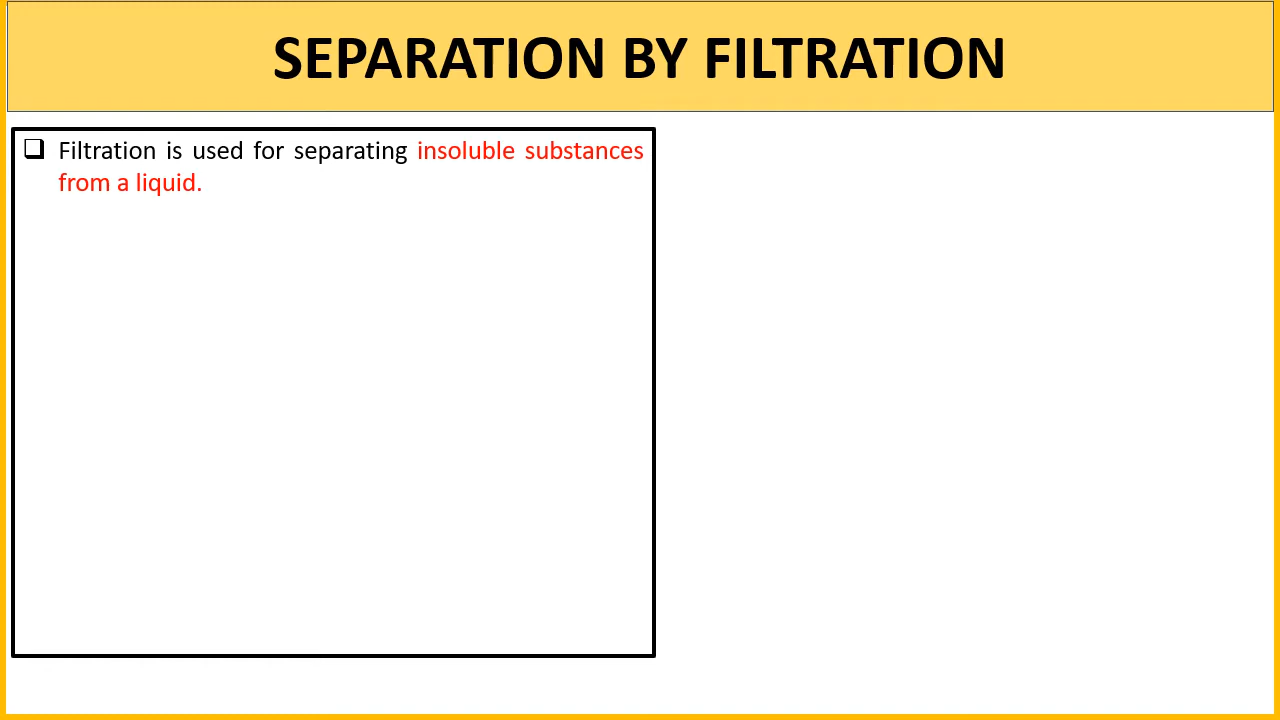 SEPARATION BY FILTRATION
❑ Filtration is used for separating insoluble substances
from a liquid.